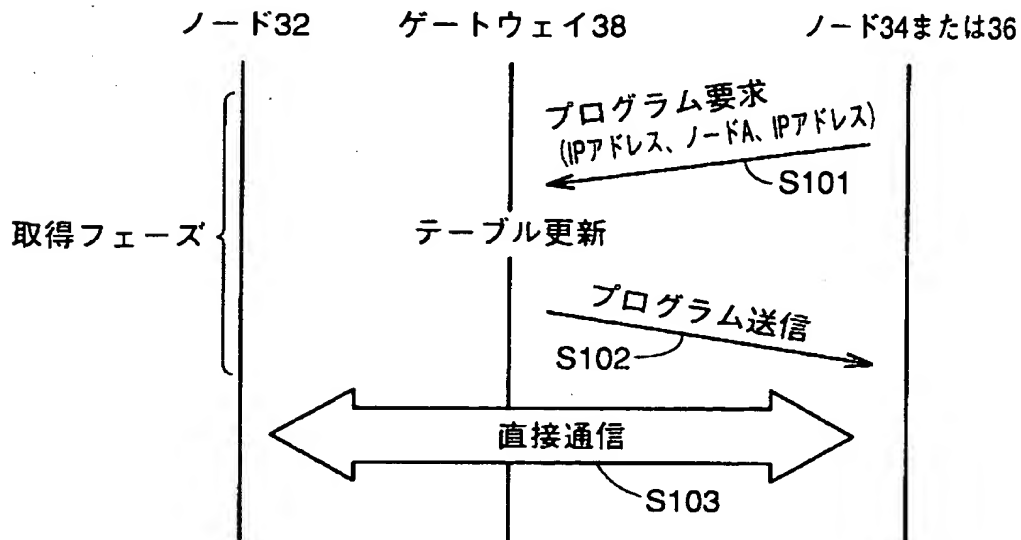 ノード32
ゲートウェイ38
ノード34または36
プログラム要求
(IPアドレス、ノードA、IPアドレス)
S101
取得フェーズ
テーブル更新
プログラム送信
S102
直接通信
S103